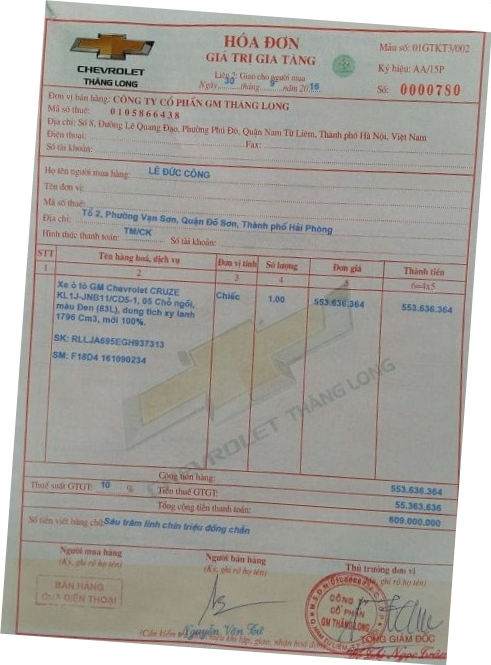 CHEVROLET
THĂNG LONG
HÓA ĐƠN
GIÁ TRỊ GIA TĂNG
Liên 2: Giao cho người mua
Ngày 30 tháng 9 năm 2016
Mẫu số: 01GTKT3/002
Ký hiệu: AA/15P
Số: 0000780
Đơn vị bán hàng: CÔNG TY CỔ PHẦN GM THĂNG LONG
Mã số thuế: 0105866438
Địa chỉ: Số 8, Đường Lê Quang Đạo, Phường Phú Đô, Quận Nam Từ Liêm, Thành phố Hà Nội, Việt Nam
Điện thoại: Fax:
Số tài khoản:
Họ tên người mua hàng: LÊ ĐỨC CÔNG
Tên đơn vị:
Mã số thuế:
Địa chỉ: Tổ 2, Phường Vạn Sơn, Quận Đồ Sơn, Thành phố Hải Phòng
Hình thức thanh toán: TM/CK Số tài khoản:
STT Tên hàng hoá, dịch vụ Đơn vị tính Số lượng Đơn giá Thành tiền
1 2 3 4 6=4x5
Xe ô tô GM Chevrolet CRUZE Chiếc 1.00 553.636.364 553.636.364
KL1J-JNB11/CD5-1, 05 Chỗ ngồi,
màu Đen (83L), dung tích xy lanh
1796 Cm3, mới 100%.
SK: RLLJA695EGH937313
SM: F18D4 161090234
CHEVROLET THĂNG LONG
Cộng tiền hàng: 553.636.364
Thuế suất GTGT: 10 % Tiền thuế GTGT: 55.363.636
Tổng cộng tiền thanh toán: 609.000.000
Số tiền viết bằng chữ: Sáu trăm linh chín triệu đồng chẵn
Người mua hàng Người bán hàng Thủ trưởng đơn vị
(Ký, ghi rõ họ tên) (Ký, ghi rõ họ tên) ghi rõ họ tên)
BÁN HÀNG
QUA ĐIỆN THOẠI
CÔNG TY
CỔ PHẦN
GM THĂNG LONG
TỔNG GIÁM ĐỐC
Nguyễn Văn
(Cần kiểm lập, giao, nhận hoá đơn)